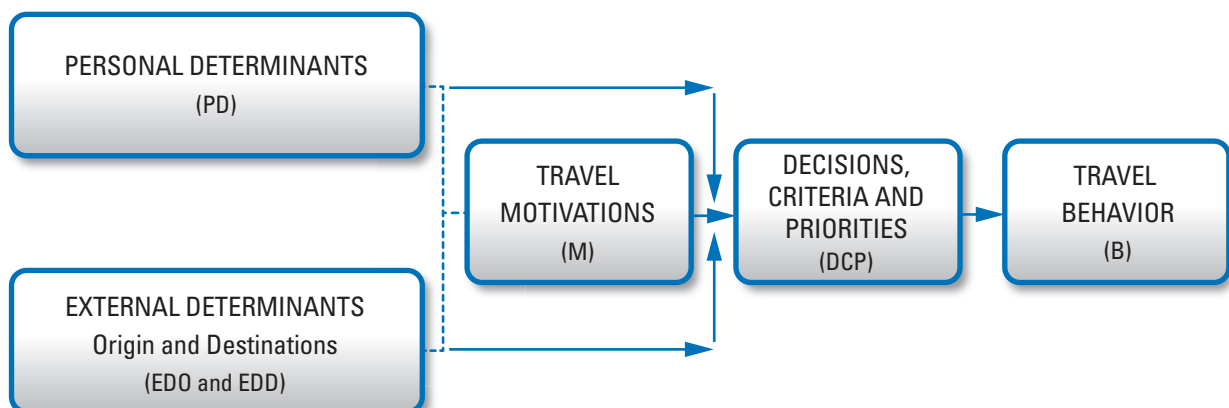 PERSONAL DETERMINANTS
(PD)
EXTERNAL DETERMINANTS
Origin and Destinations
(EDO and EDD)
TRAVEL
MOTIVATIONS
(M)
DECISIONS,
CRITERIA AND
PRIORITIES
(DCP)
TRAVEL
BEHAVIOR
(B)